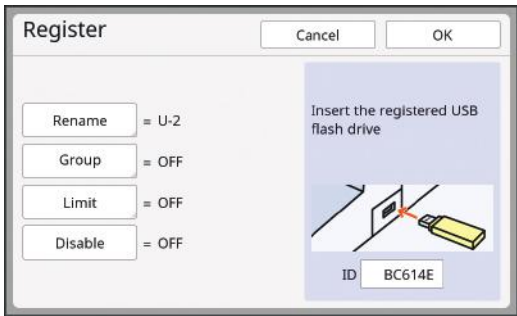 Register
Cancel
OK
Rename = U-2
Group = OFF
Limit = OFF
Disable = OFF
Insert the registered USB
flash drive
ID BC614E